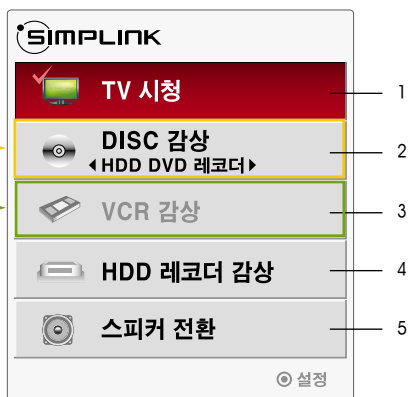 SIMPLINK
TV 시청
1
DISC 감상
◀HDD DVD 레코더▶
2
VCR 감상
3
HDD 레코더 감상
4
스피커 전환
5
◉ 설정